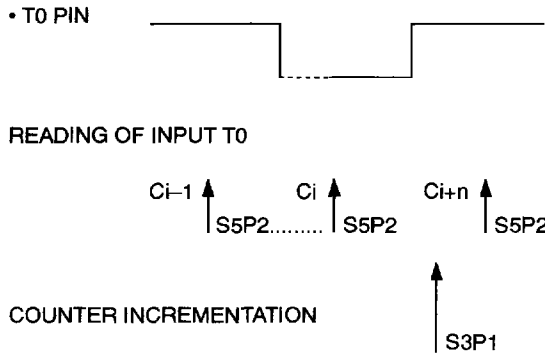 • T0 PIN
READING OF INPUT T0
Ci–1 Ci Ci+n
S5P2......... S5P2 S5P2
COUNTER INCREMENTATION
S3P1